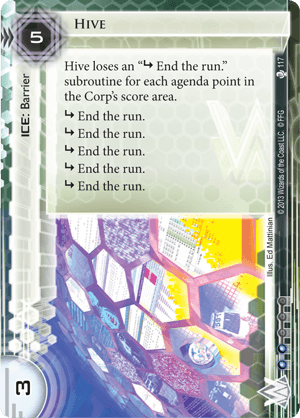 5
HIVE
ICE: Barrier
Hive loses an “↳ End the run.”
subroutine for each agenda point in
the Corp’s score area.
↳ End the run.
↳ End the run.
↳ End the run.
↳ End the run.
↳ End the run.
3
Illus. Ed Mattinian
© 2013 Wizards of the Coast LLC. © FFG
117